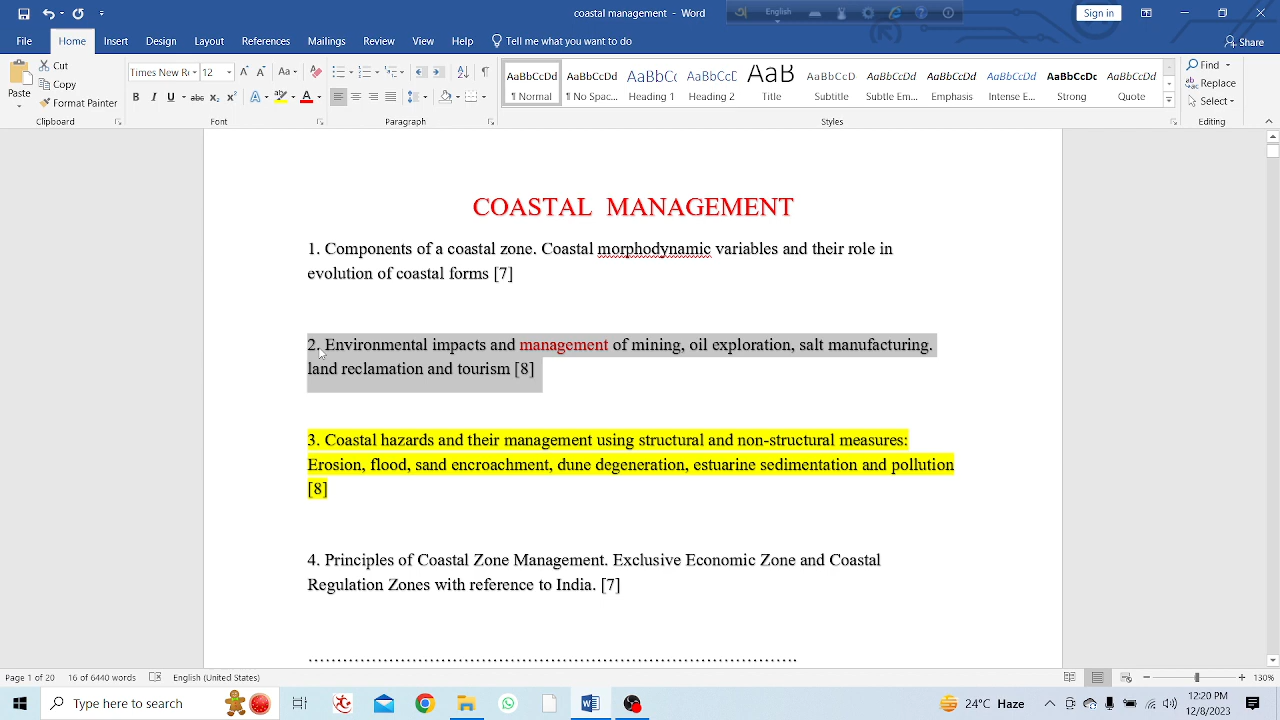 coastal management - Word
English
Sign in
File Home Insert Design Layout References Mailings Review View Help Tell me what you want to do
Share
Paste
Cut
Copy
Format Painter
Clipboard
Times New Ro 12
Font
Paragraph
AaBbCcDd AaBbCcDd AaBbCc AaBbCcC AaB AaBbCcD AaBbCcDd AaBbCcDd AaBbCcDd AaBbCcDc AaBbCcDd
¶ Normal ¶ No Spac... Heading 1 Heading 2 Title Subtitle Subtle Em... Emphasis Intense E... Strong Quote
Styles
Find
Replace
Select
Editing
COASTAL MANAGEMENT
1. Components of a coastal zone. Coastal morphodynamic variables and their role in
evolution of coastal forms [7]
2. Environmental impacts and management of mining, oil exploration, salt manufacturing.
land reclamation and tourism [8]
3. Coastal hazards and their management using structural and non-structural measures:
Erosion, flood, sand encroachment, dune degeneration, estuarine sedimentation and pollution
[8]
4. Principles of Coastal Zone Management. Exclusive Economic Zone and Coastal
Regulation Zones with reference to India. [7]
………………………………………………………………………….
Page 1 of 20 16 of 6440 words English (United States) 130%
Type here to search
24°C Haze
12:20 PM
12/8/2023